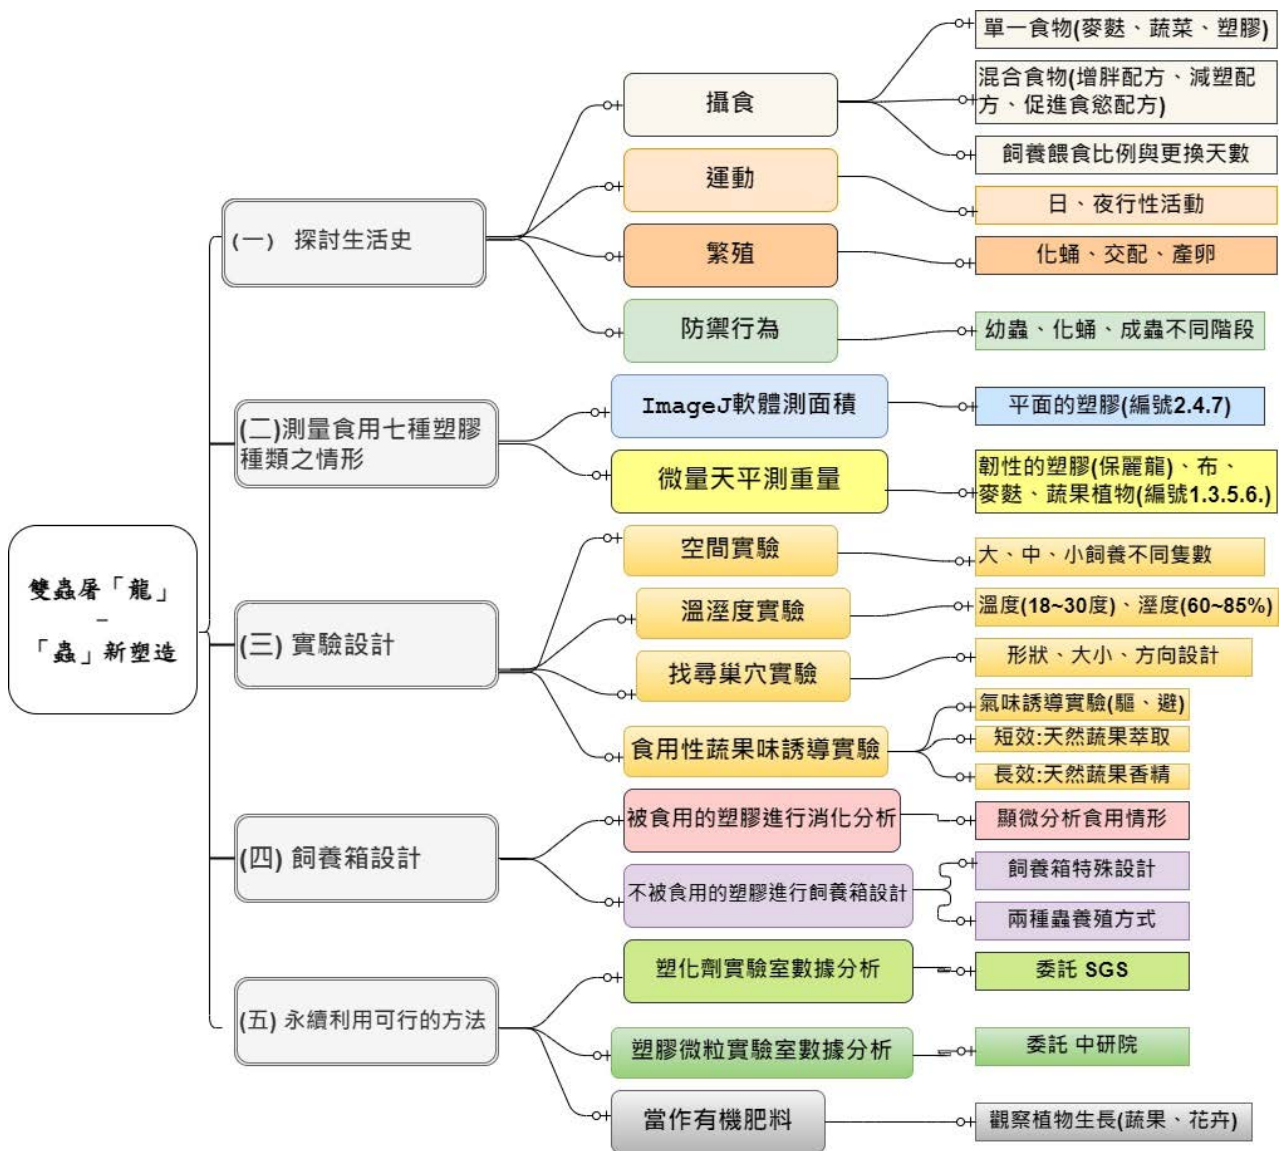 雙蟲屠「龍」
–
「蟲」新塑造
(一) 探討生活史
攝食
單一食物(麥麩、蔬菜、塑膠)
混合食物(增胖配方、減塑配
方、促進食慾配方)
飼養餵食比例與更換天數
運動
日、夜行性活動
繁殖
化蛹、交配、產卵
防禦行為
幼蟲、化蛹、成蟲不同階段
(二)測量食用七種塑膠
種類之情形
ImageJ軟體測面積
平面的塑膠(編號2.4.7)
微量天平測重量
韌性的塑膠(保麗龍)、布、
麥麩、蔬果植物(編號1.3.5.6.)
(三) 實驗設計
空間實驗
大、中、小飼養不同隻數
溫溼度實驗
溫度(18~30度)、溼度(60~85%)
找尋巢穴實驗
形狀、大小、方向設計
食用性蔬果味誘導實驗
氣味誘導實驗(驅、避)
短效:天然蔬果萃取
長效:天然蔬果香精
(四) 飼養箱設計
被食用的塑膠進行消化分析
顯微分析食用情形
不被食用的塑膠進行飼養箱設計
飼養箱特殊設計
兩種蟲養殖方式
(五) 永續利用可行的方法
塑化劑實驗室數據分析
委託 SGS
塑膠微粒實驗室數據分析
委託 中研院
當作有機肥料
觀察植物生長(蔬果、花卉)